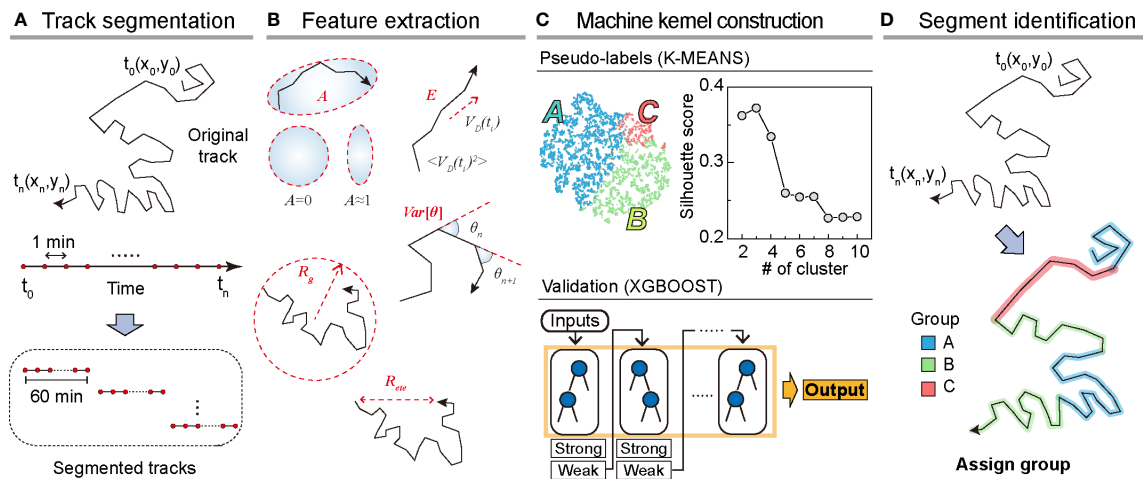 A Track segmentation
t0(x0,y0)
Original
track
tn(xn,yn)
1 min
.....
t0
Time
tn
60 min
Segmented tracks
B Feature extraction
A
A=0
A≈1
E
VD(ti)
<VD(ti)²>
Var[θ]
θn
θn+1
Rg
Rete
C Machine kernel construction
Pseudo-labels (K-MEANS)
A
C
B
Silhouette score
0.4
0.3
0.2
2 4 6 8 10
# of cluster
Validation (XGBOOST)
Inputs
.....
.....
Output
Strong
Strong
Weak
Weak
D Segment identification
t0(x0,y0)
tn(xn,yn)
Group
A
B
C
Assign group